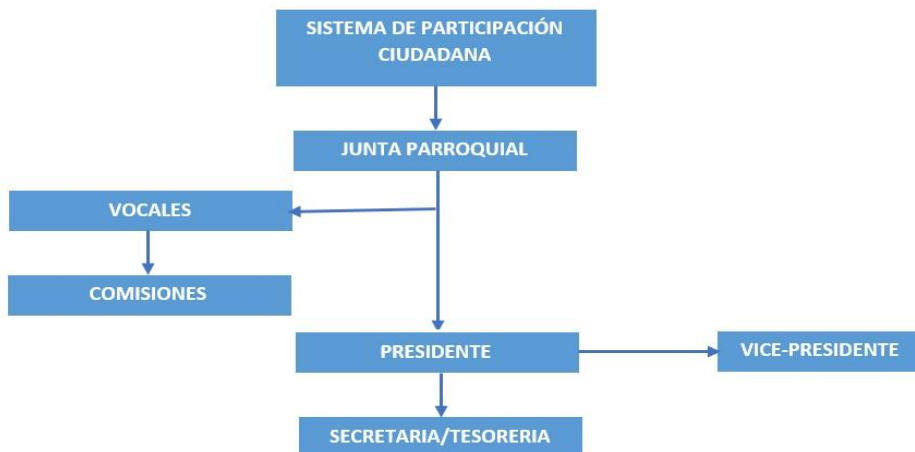 SISTEMA DE PARTICIPACIÓN
CIUDADANA
JUNTA PARROQUIAL
VOCALES
COMISIONES
PRESIDENTE
VICE-PRESIDENTE
SECRETARIA/TESORERIA